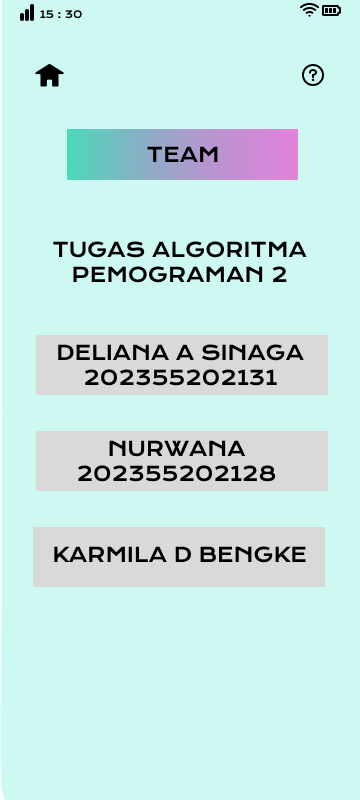 15 : 30
TEAM
TUGAS ALGORITMA
PEMOGRAMAN 2
DELIANA A SINAGA
202355202131
NURWANA
202355202128
KARMILA D BENGKE